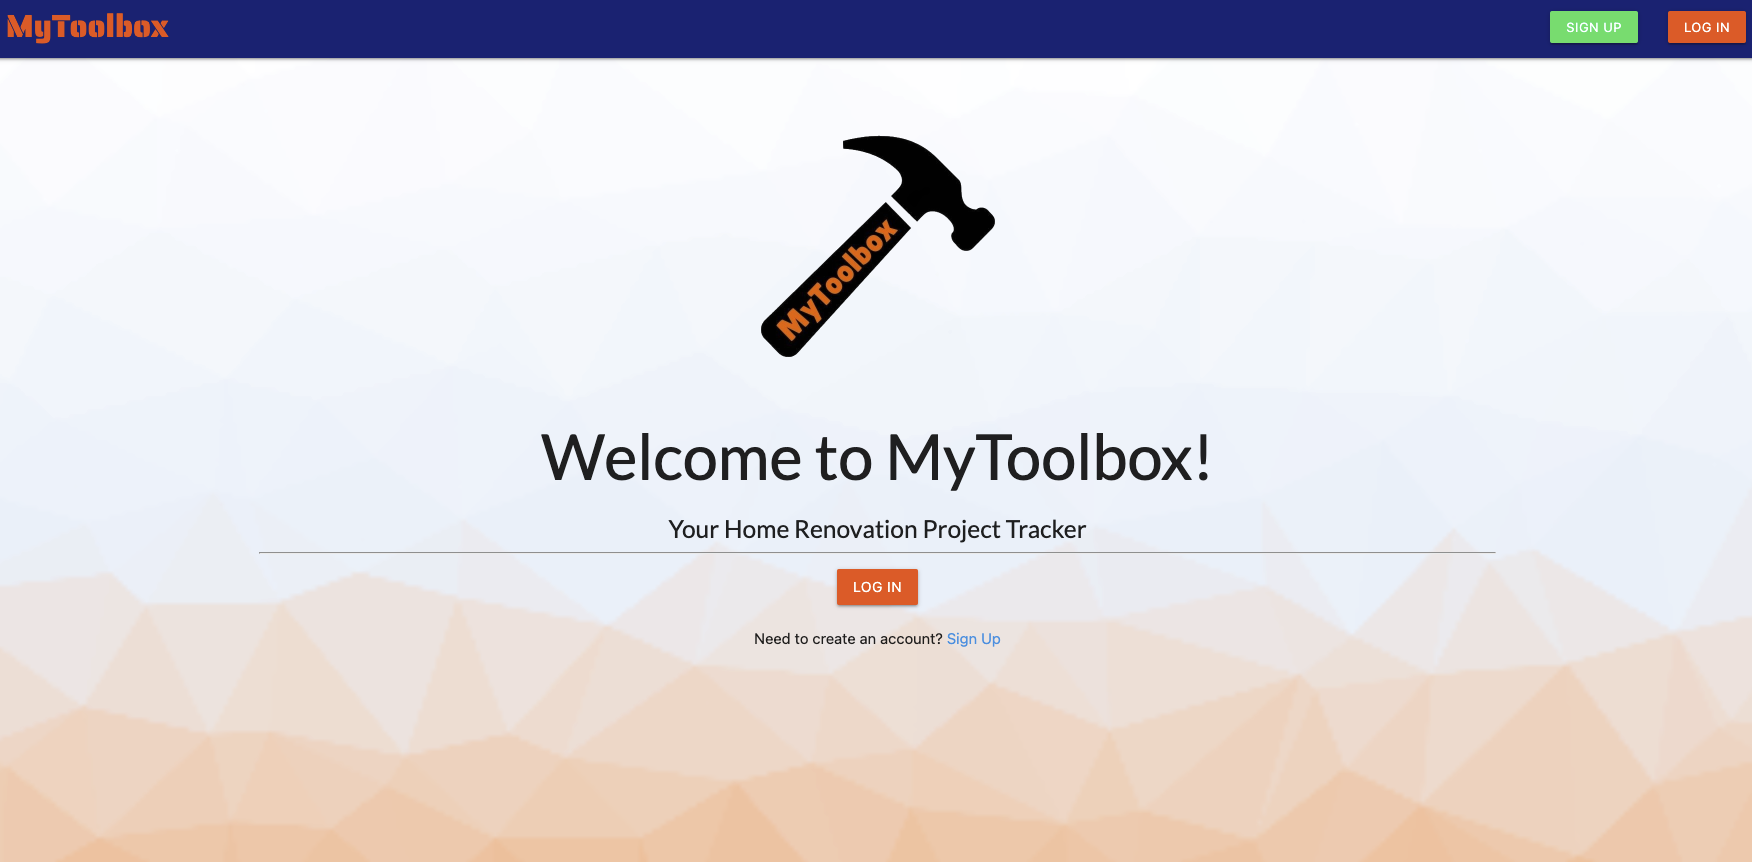 MyToolbox
SIGN UP
LOG IN
MyToolbox
Welcome to MyToolbox!
Your Home Renovation Project Tracker
LOG IN
Need to create an account? Sign Up